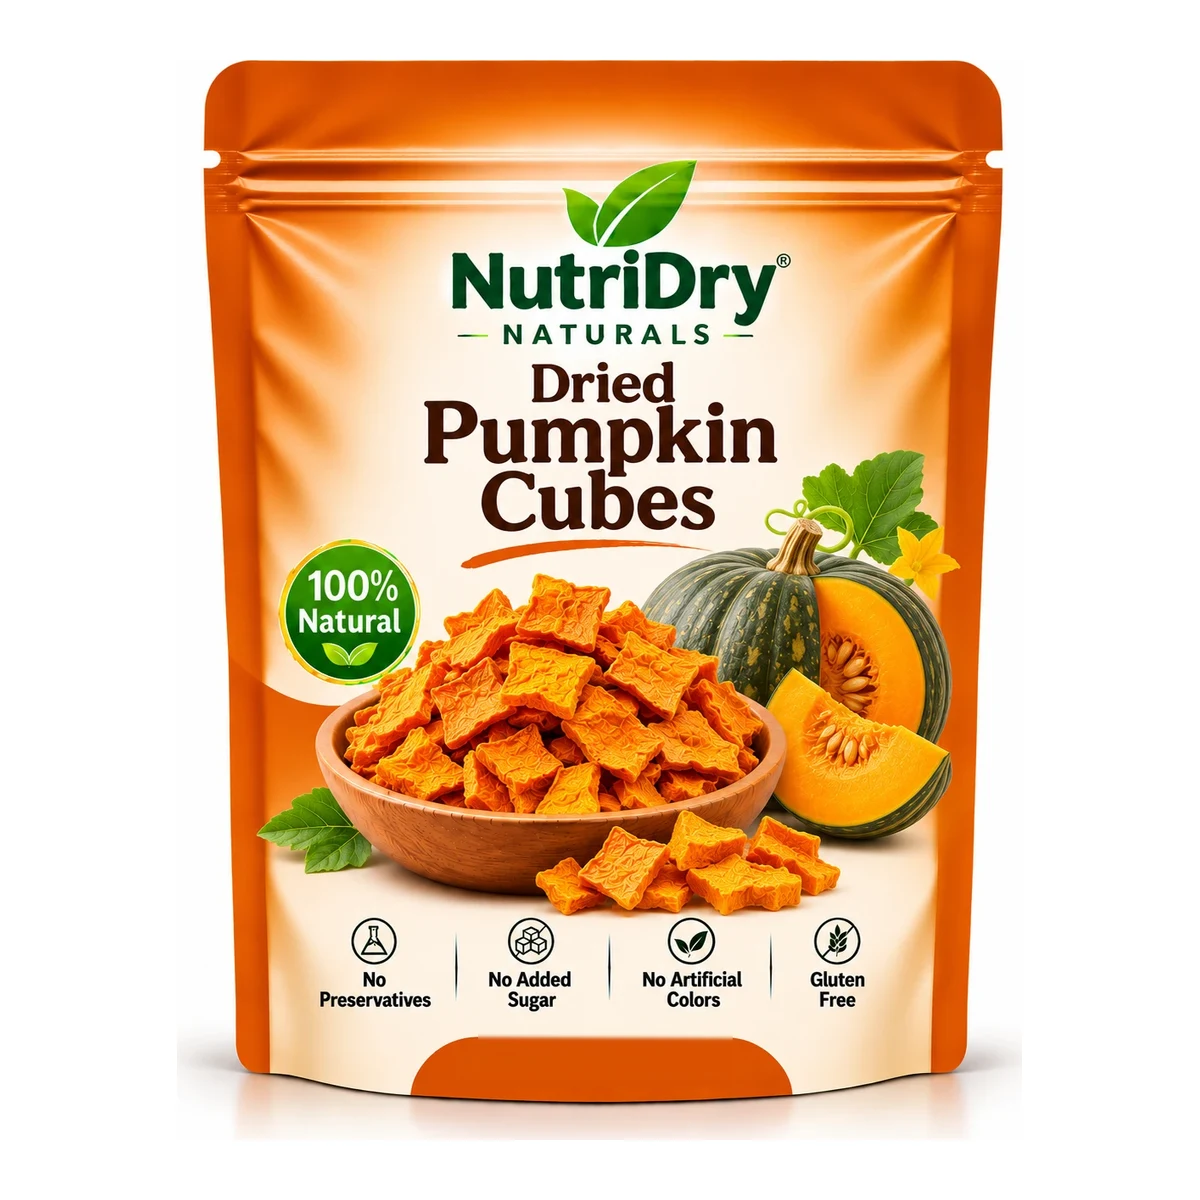 NutriDry®
NATURALS
Dried
Pumpkin
Cubes
100%
Natural
No
Preservatives
No Added
Sugar
No Artificial
Colors
Gluten
Free